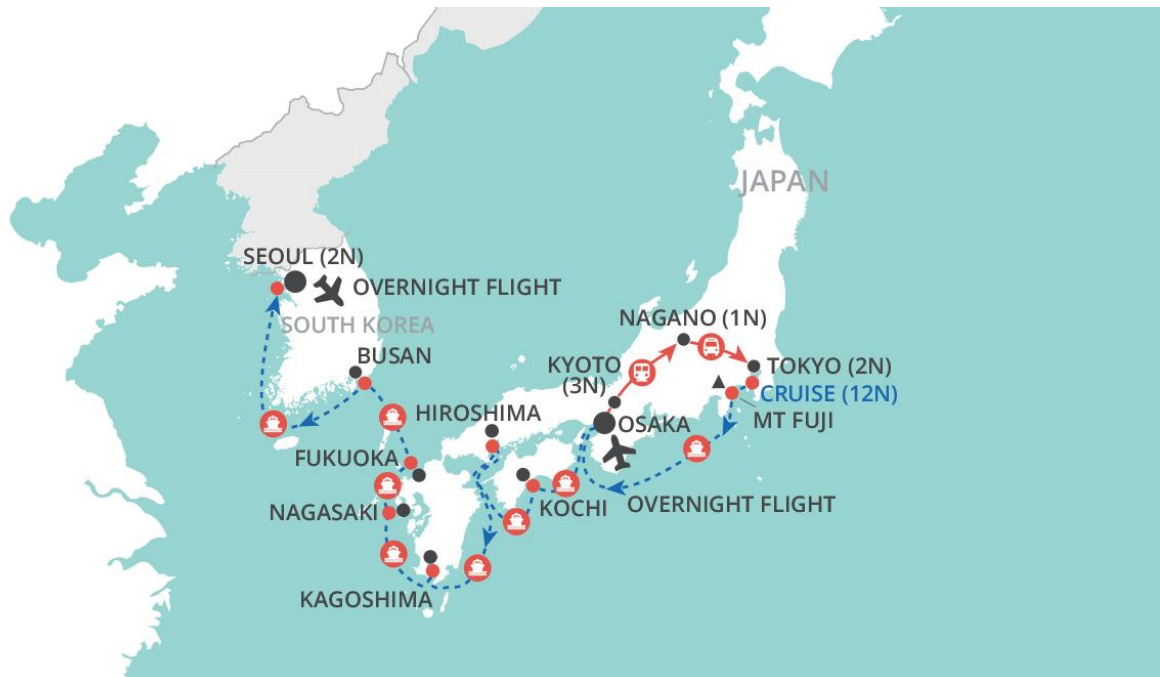 JAPAN
SEOUL (2N)
OVERNIGHT FLIGHT
SOUTH KOREA
NAGANO (1N)
BUSAN
KYOTO
(3N)
TOKYO (2N)
CRUISE (12N)
HIROSHIMA
MT FUJI
OSAKA
FUKUOKA
NAGASAKI
KOCHI
OVERNIGHT FLIGHT
KAGOSHIMA